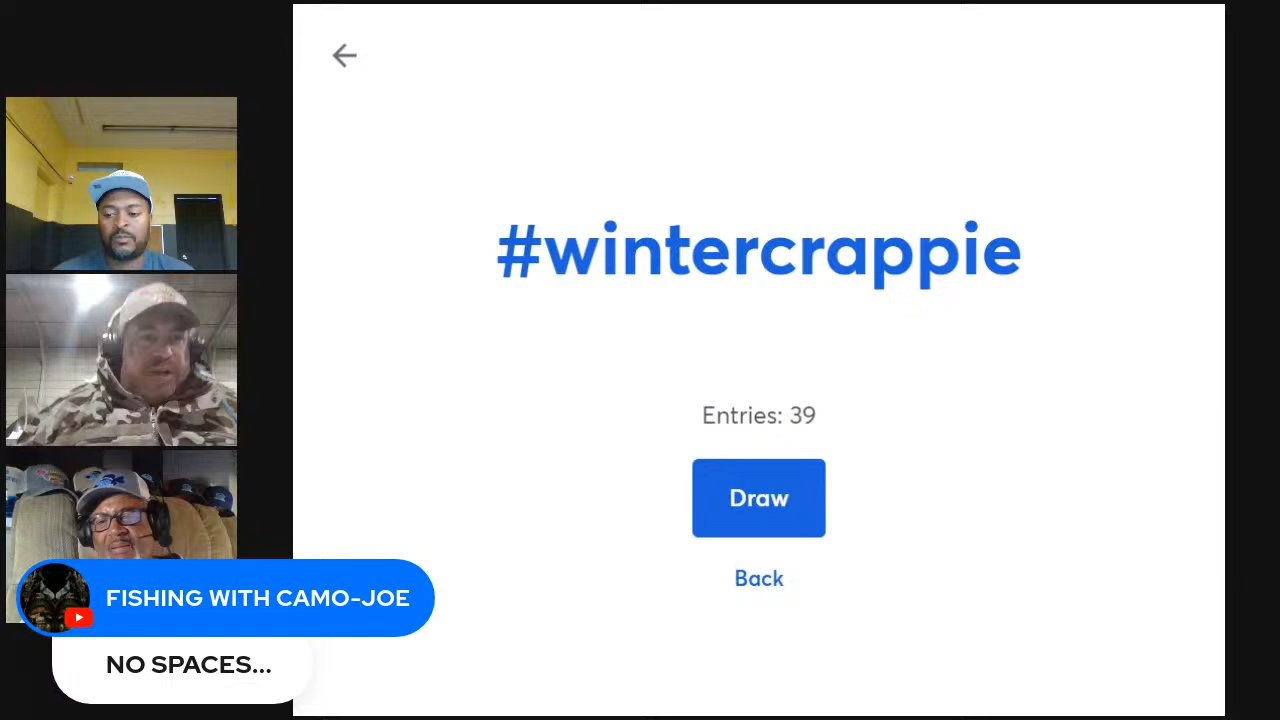 #wintercrappie
Entries: 39
Draw
Back
FISHING WITH CAMO-JOE
NO SPACES...